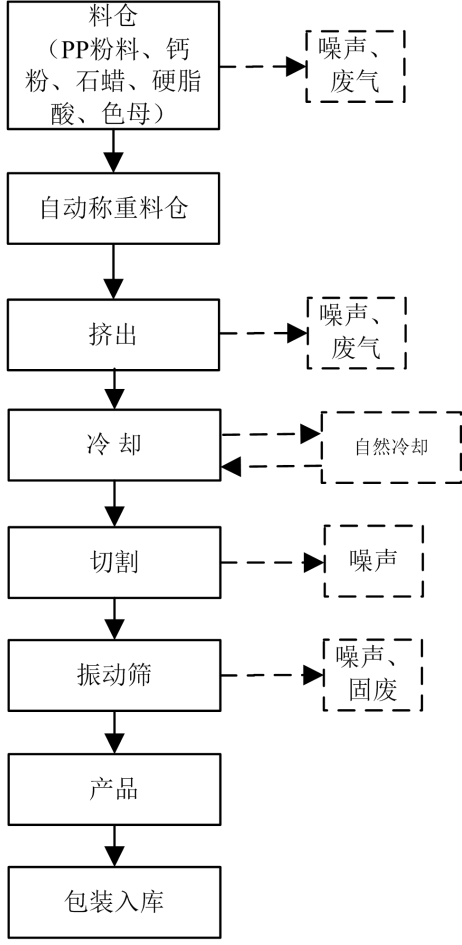 料仓
（PP粉料、钙
粉、石蜡、硬脂
酸、色母）
噪声、
废气
自动称重料仓
挤出
噪声、
废气
冷 却
自然冷却
切割
噪声
振动筛
噪声、
固废
产品
包装入库